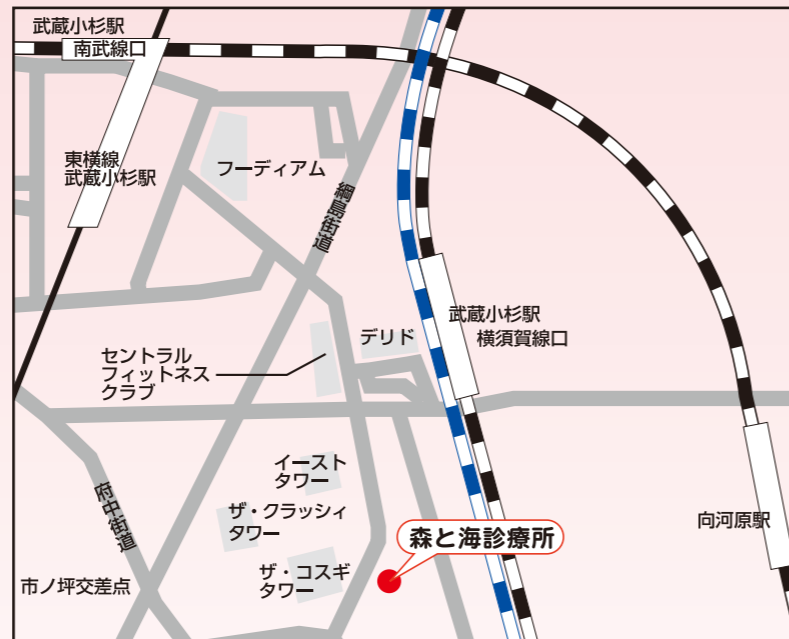 武蔵小杉駅
南武線口
東横線
武蔵小杉駅
フーディアム
綱島街道
武蔵小杉駅
横須賀線口
デリド
セントラル
フィットネス
クラブ
イースト
タワー
ザ・クラッシィ
タワー
府中街道
向河原駅
森と海診療所
ザ・コスギ
タワー
市ノ坪交差点